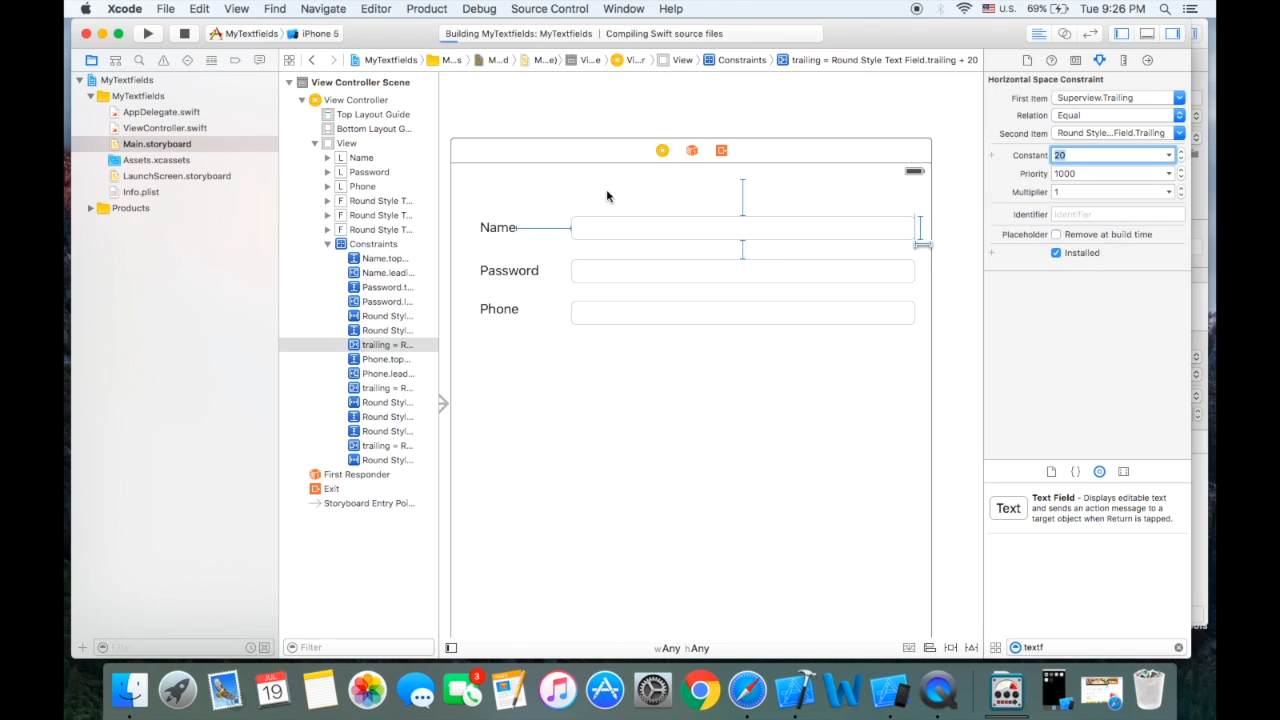 Xcode File Edit View Find Navigate Editor Product Debug Source Control Window Help U.S. 69% Tue 9:26 PM
MyTextfields iPhone 5 Building MyTextfields: MyTextfields Compiling Swift source files
MyTextfields M...s M...d M...e) V...e V...r View Constraints trailing = Round Style Text Field.trailing + 20
MyTextfields
MyTextfields
AppDelegate.swift
ViewController.swift
Main.storyboard
Assets.xcassets
LaunchScreen.storyboard
Info.plist
Products
Filter
View Controller Scene
View Controller
Top Layout Guide
Bottom Layout G...
View
L Name
L Password
L Phone
F Round Style T...
F Round Style T...
F Round Style T...
Constraints
Name.top...
Name.leadi...
Password.t...
Password.l...
Round Styl...
Round Styl...
trailing = R...
Phone.top...
Phone.lead...
trailing = R...
Round Styl...
Round Styl...
Round Styl...
trailing = R...
Round Styl...
First Responder
Exit
Storyboard Entry Poi...
Filter
Name
Password
Phone
wAny hAny
Horizontal Space Constraint
First Item Superview.Trailing
Relation Equal
Second Item Round Style...Field.Trailing
Constant 20
Priority 1000
Multiplier 1
Identifier Identifier
Placeholder Remove at build time
Installed
Text
Text Field - Displays editable text
and sends an action message to a
target object when Return is tapped.
textf
JUL
19
3